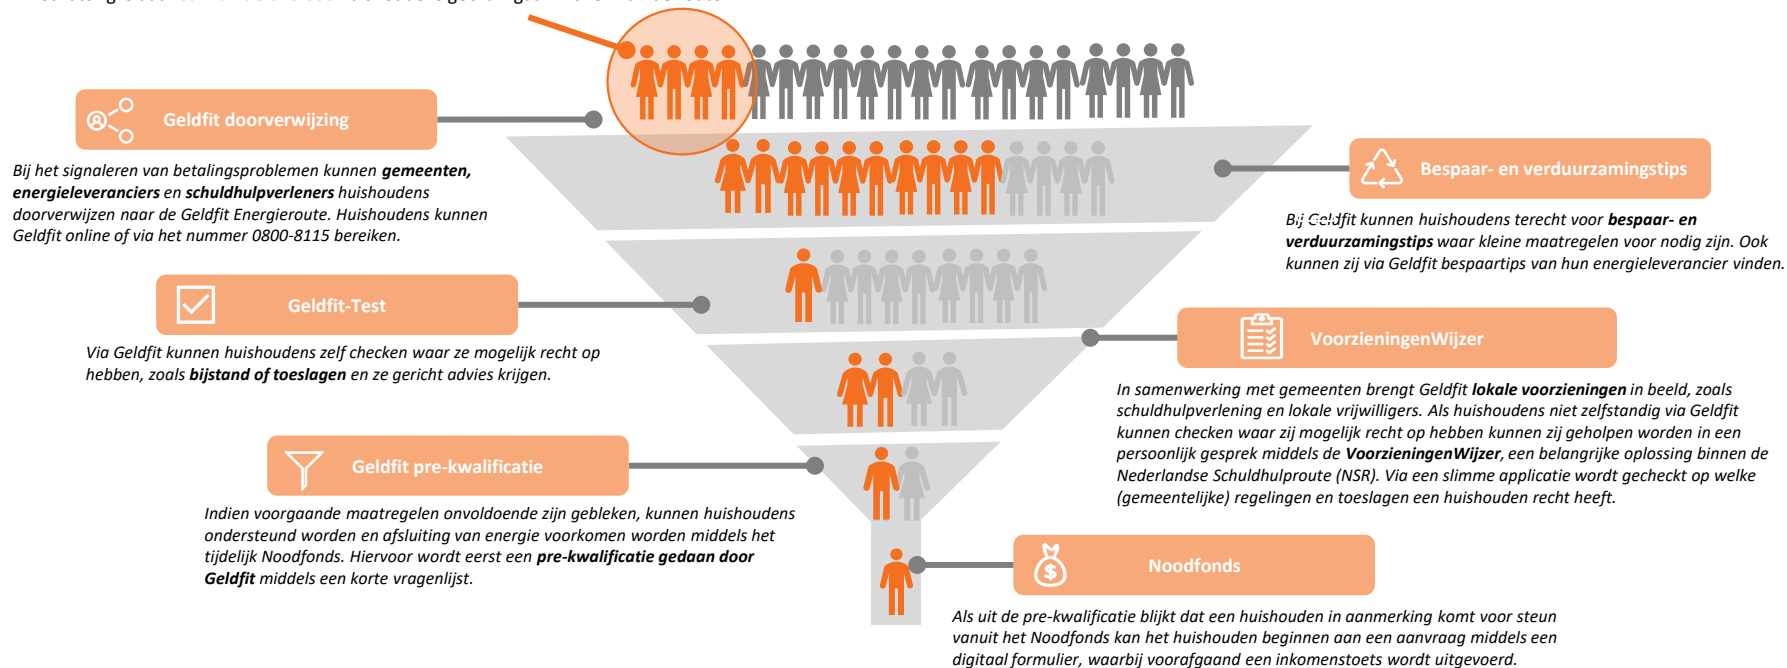 Geldfit doorverwijzing
Bij het signaleren van betalingsproblemen kunnen gemeenten,
energieleveranciers en schuldhulpverleners huishoudens
doorverwijzen naar de Geldfit Energieroute. Huishoudens kunnen
Geldfit online of via het nummer 0800-8115 bereiken.
Bespaar- en verduurzamingstips
Bij Geldfit kunnen huishoudens terecht voor bespaar- en
verduurzamingstips waar kleine maatregelen voor nodig zijn. Ook
kunnen zij via Geldfit bespaartips van hun energieleverancier vinden.
Geldfit-Test
Via Geldfit kunnen huishoudens zelf checken waar ze mogelijk recht op
hebben, zoals bijstand of toeslagen en ze gericht advies krijgen.
VoorzieningenWijzer
In samenwerking met gemeenten brengt Geldfit lokale voorzieningen in beeld, zoals
schuldhulpverlening en lokale vrijwilligers. Als huishoudens niet zelfstandig via Geldfit
kunnen checken waar zij mogelijk recht op hebben kunnen zij geholpen worden in een
persoonlijk gesprek middels de VoorzieningenWijzer, een belangrijke oplossing binnen de
Nederlandse Schuldhulproute (NSR). Via een slimme applicatie wordt gecheckt op welke
(gemeentelijke) regelingen en toeslagen een huishouden recht heeft.
Geldfit pre-kwalificatie
Indien voorgaande maatregelen onvoldoende zijn gebleken, kunnen huishoudens
ondersteund worden en afsluiting van energie voorkomen worden middels het
tijdelijk Noodfonds. Hiervoor wordt eerst een pre-kwalificatie gedaan door
Geldfit middels een korte vragenlijst.
Noodfonds
Als uit de pre-kwalificatie blijkt dat een huishouden in aanmerking komt voor steun
vanuit het Noodfonds kan het huishouden beginnen aan een aanvraag middels een
digitaal formulier, waarbij voorafgaand een inkomenstoets wordt uitgevoerd.